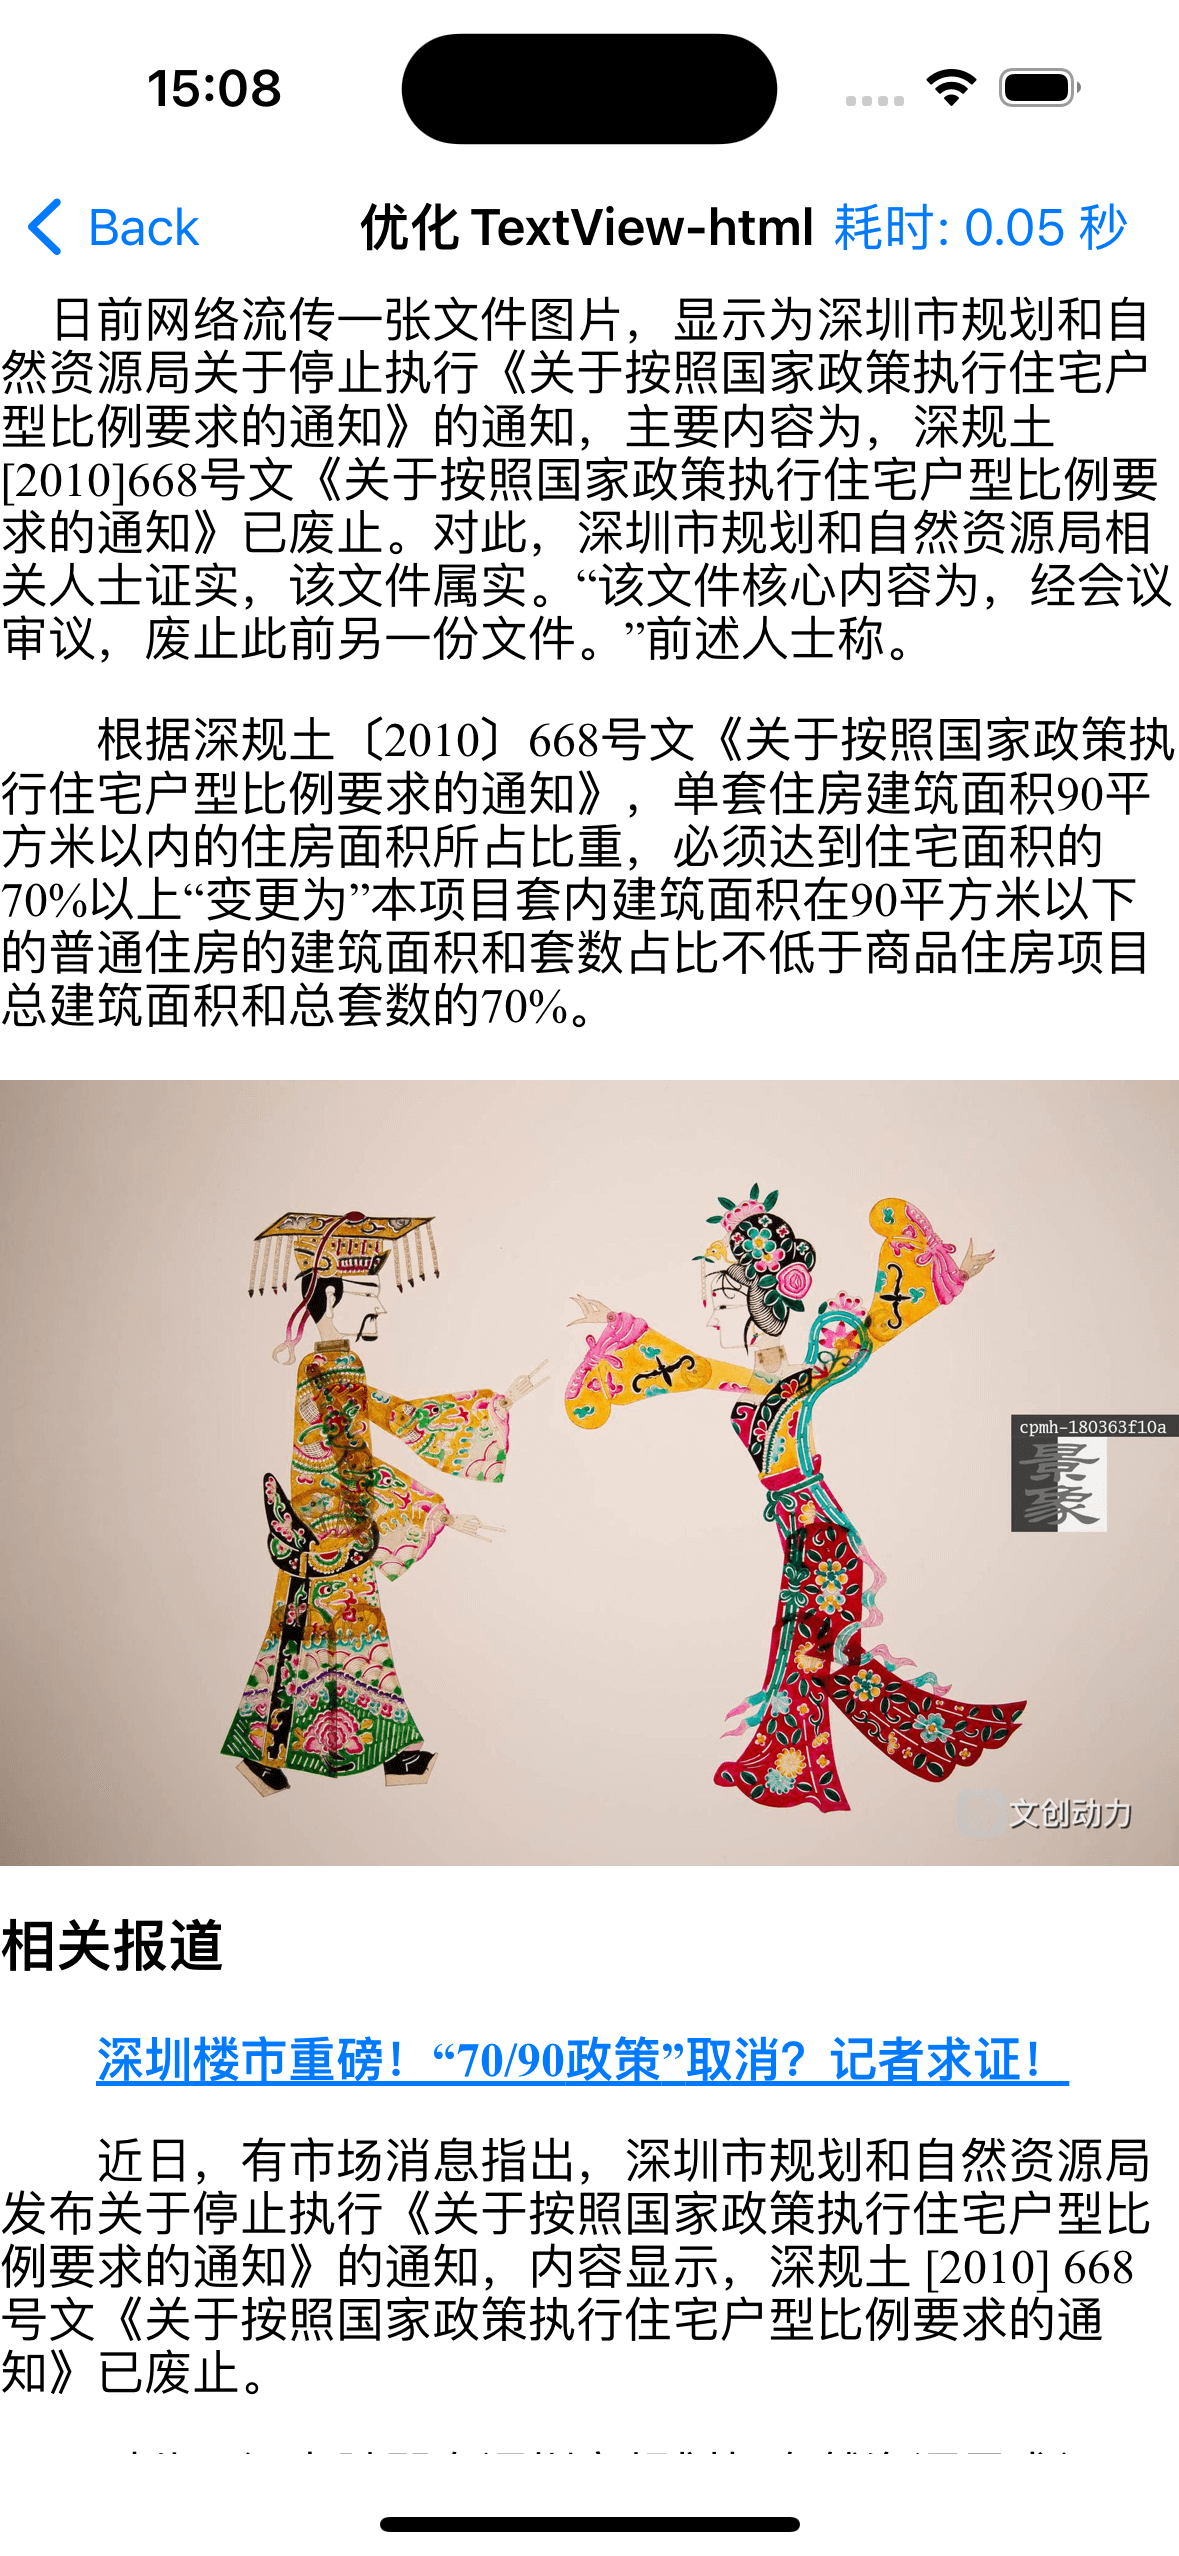 15:08
Back
优化 TextView-html
耗时: 0.05 秒
日前网络流传一张文件图片，显示为深圳市规划和自
然资源局关于停止执行《关于按照国家政策执行住宅户
型比例要求的通知》的通知，主要内容为，深规土
[2010]668号文《关于按照国家政策执行住宅户型比例要
求的通知》已废止。对此，深圳市规划和自然资源局相
关人士证实，该文件属实。“该文件核心内容为，经会议
审议，废止此前另一份文件。”前述人士称。
根据深规土〔2010〕668号文《关于按照国家政策执
行住宅户型比例要求的通知》，单套住房建筑面积90平
方米以内的住房面积所占比重，必须达到住宅面积的
70%以上“变更为”本项目套内建筑面积在90平方米以下
的普通住房的建筑面积和套数占比不低于商品住房项目
总建筑面积和总套数的70%。
cpmh-180363f10a
景象
文创动力
相关报道
深圳楼市重磅！“70/90政策”取消？记者求证！
近日，有市场消息指出，深圳市规划和自然资源局
发布关于停止执行《关于按照国家政策执行住宅户型比
例要求的通知》的通知，内容显示，深规土 [2010] 668
号文《关于按照国家政策执行住宅户型比例要求的通
知》已废止。